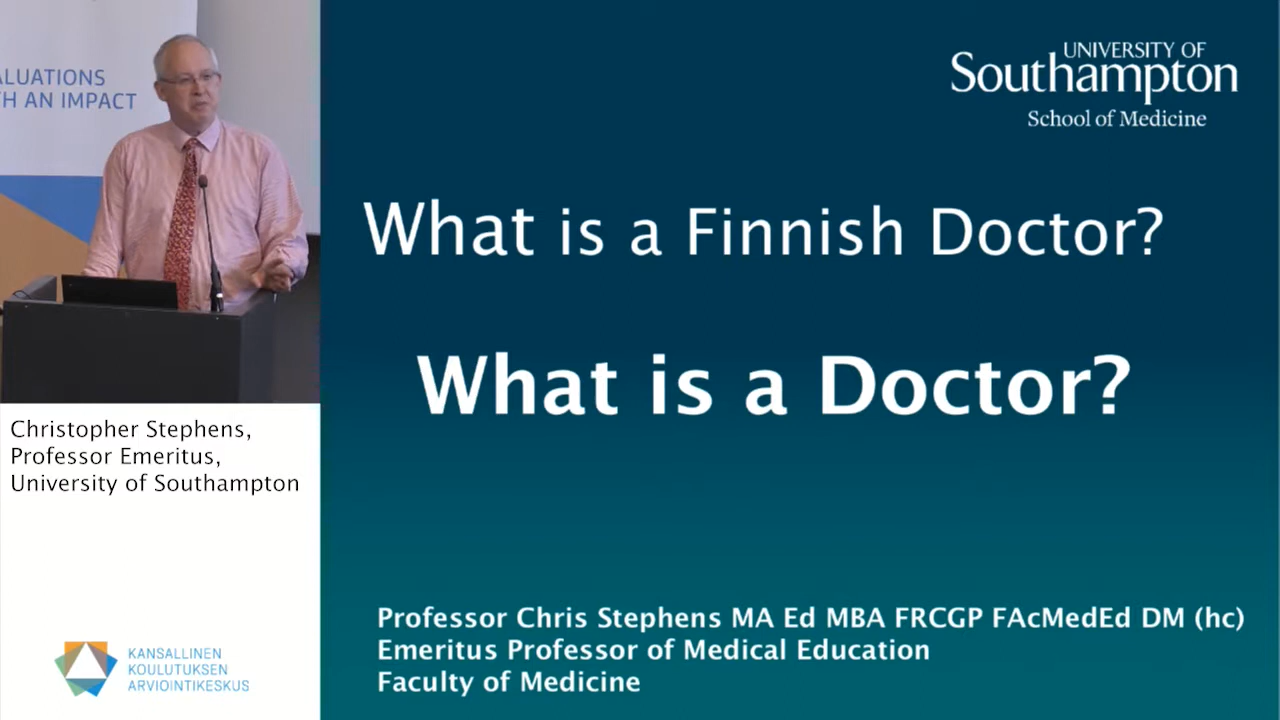 ALUATIONS
TH AN IMPACT
UNIVERSITY OF
Southampton
School of Medicine
What is a Finnish Doctor?
What is a Doctor?
Christopher Stephens,
Professor Emeritus,
University of Southampton
Professor Chris Stephens MA Ed MBA FRCGP FAcMedEd DM (hc)
Emeritus Professor of Medical Education
Faculty of Medicine
KANSALLINEN
KOULUTUKSEN
ARVIOINTIKESKUS